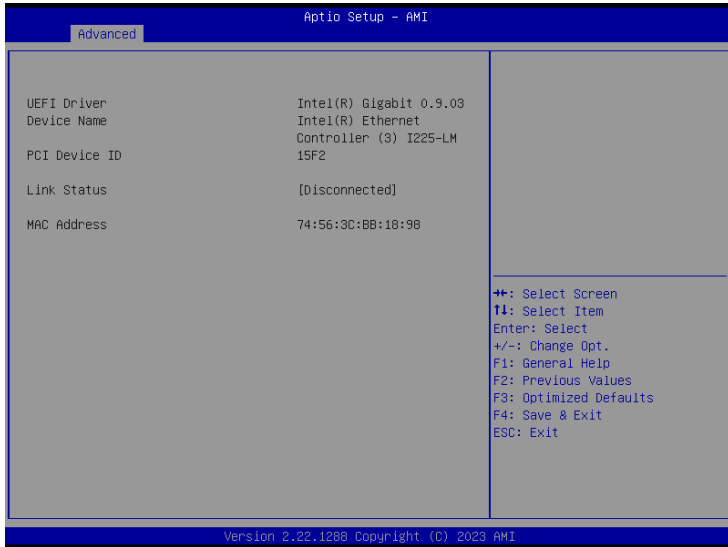 Aptio Setup - AMI
Advanced
UEFI Driver Intel(R) Gigabit 0.9.03
Device Name Intel(R) Ethernet
Controller (3) I225-LM
PCI Device ID 15F2
Link Status [Disconnected]
MAC Address 74:56:3C:BB:18:98
→←: Select Screen
↑↓: Select Item
Enter: Select
+/-: Change Opt.
F1: General Help
F2: Previous Values
F3: Optimized Defaults
F4: Save & Exit
ESC: Exit
Version 2.22.1288 Copyright (C) 2023 AMI